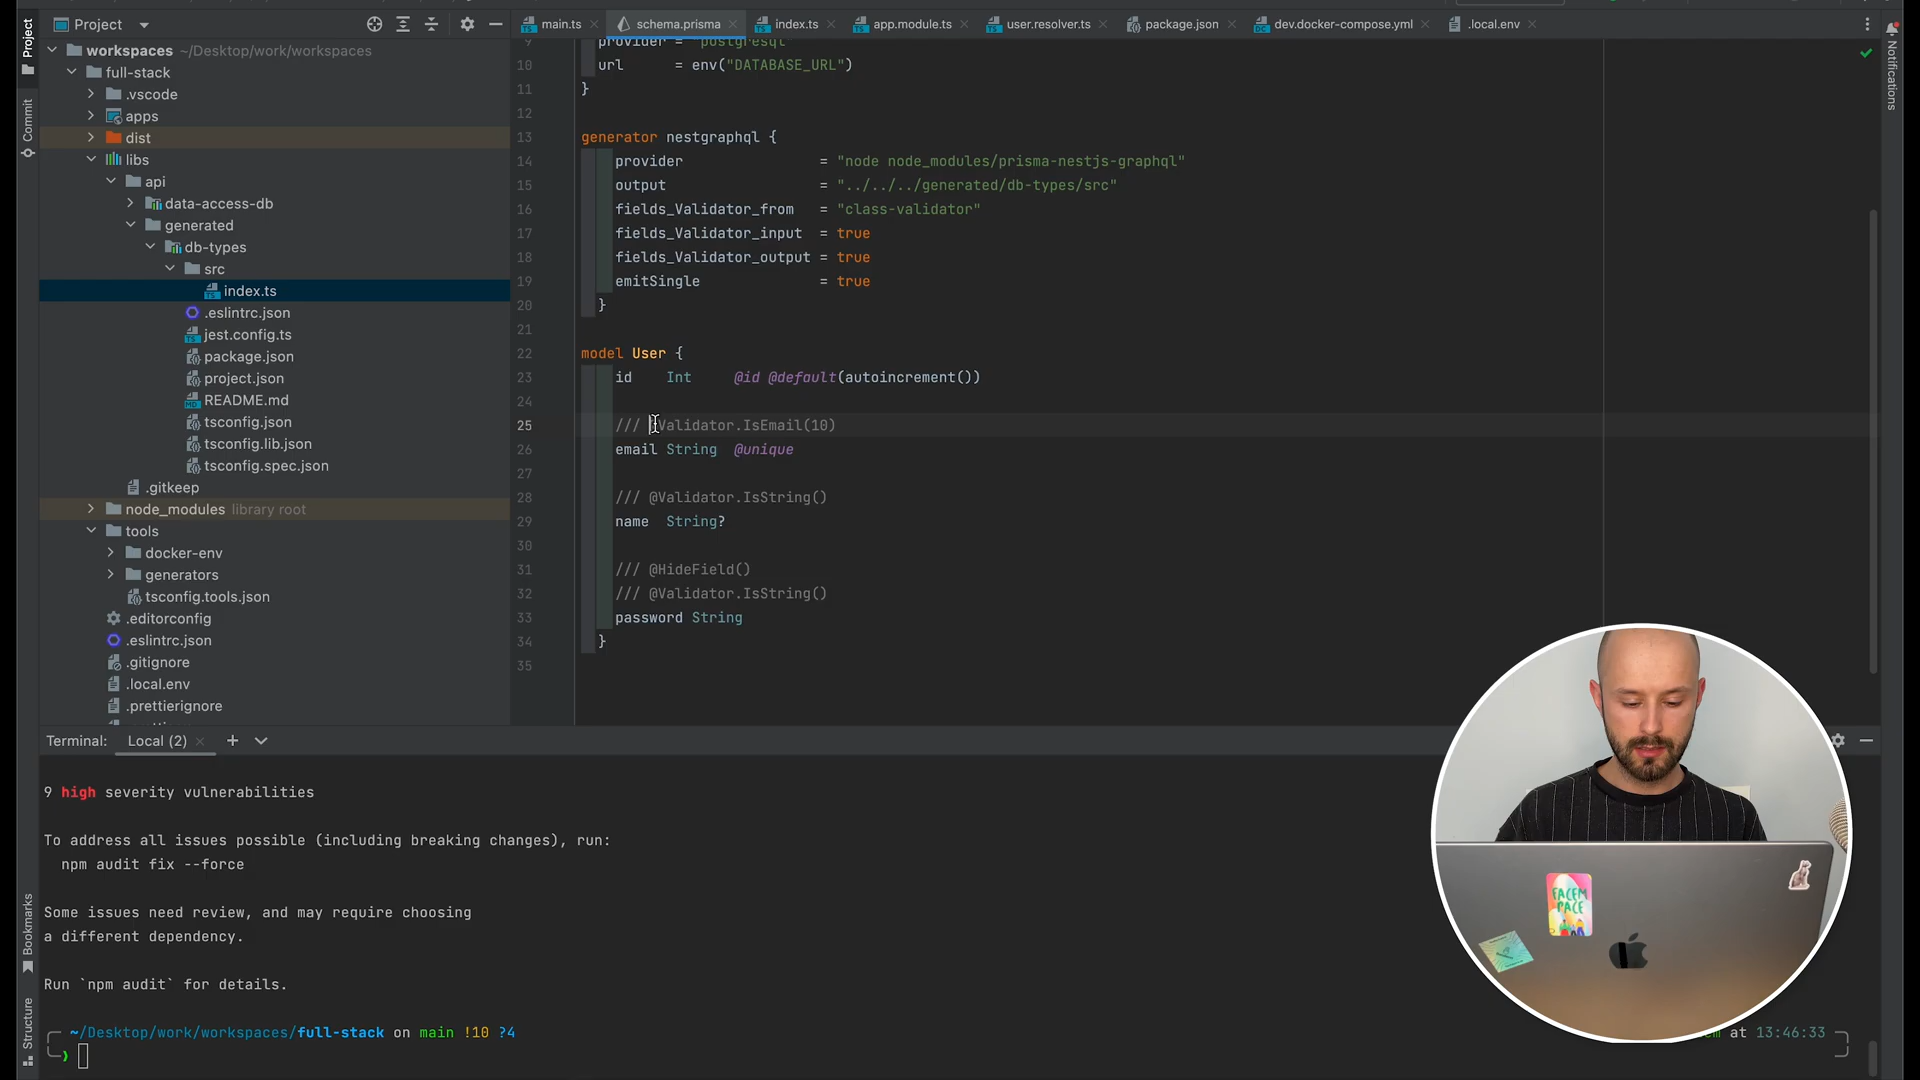 Project
main.ts
schema.prisma
index.ts
app.module.ts
user.resolver.ts
package.json
dev.docker-compose.yml
.local.env
Project
Commit
Bookmarks
Structure
Notifications
workspaces ~/Desktop/work/workspaces
full-stack
.vscode
apps
dist
libs
api
data-access-db
generated
db-types
src
index.ts
.eslintrc.json
jest.config.ts
package.json
project.json
README.md
tsconfig.json
tsconfig.lib.json
tsconfig.spec.json
.gitkeep
node_modules library root
tools
docker-env
generators
tsconfig.tools.json
.editorconfig
.eslintrc.json
.gitignore
.local.env
.prettierignore
9 provider = "postgresql"
10 url = env("DATABASE_URL")
11 }
12
13 generator nestgraphql {
14 provider = "node node_modules/prisma-nestjs-graphql"
15 output = "../../../generated/db-types/src"
16 fields_Validator_from = "class-validator"
17 fields_Validator_input = true
18 fields_Validator_output = true
19 emitSingle = true
20 }
21
22 model User {
23 id Int @id @default(autoincrement())
24
25 /// @Validator.IsEmail(10)
26 email String @unique
27
28 /// @Validator.IsString()
29 name String?
30
31 /// @HideField()
32 /// @Validator.IsString()
33 password String
34 }
35
Terminal: Local (2)
9 high severity vulnerabilities
To address all issues possible (including breaking changes), run:
npm audit fix --force
Some issues need review, and may require choosing
a different dependency.
Run `npm audit` for details.
~/Desktop/work/workspaces/full-stack on main !10 ?4
at 13:46:33
FACEM
PACE